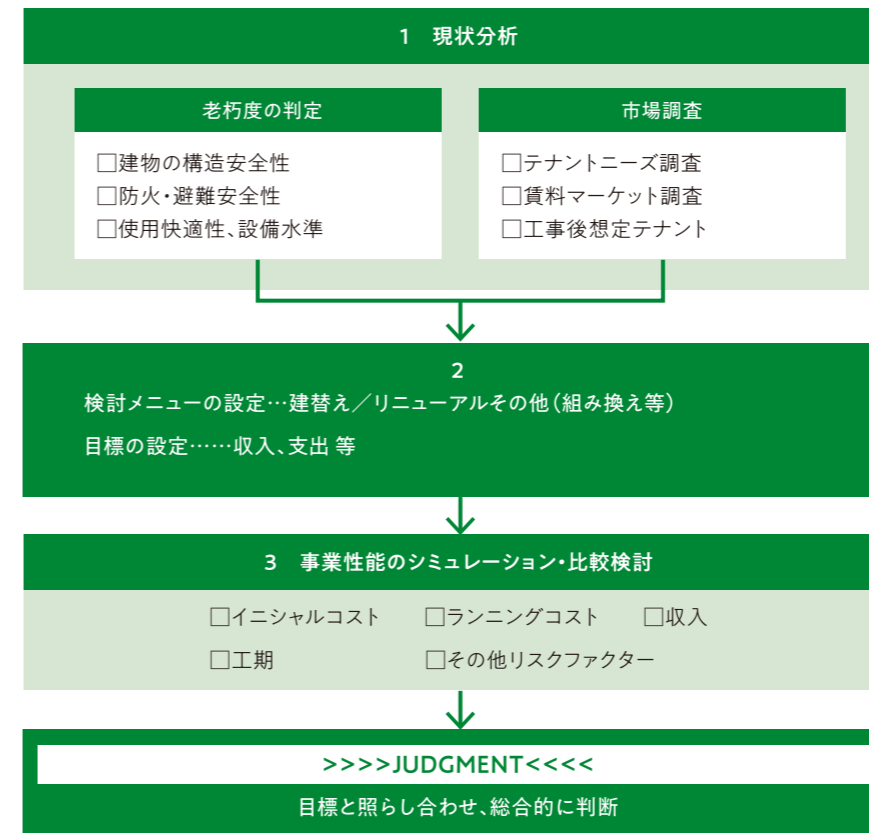 1 現状分析
老朽度の判定
□建物の構造安全性
□防火・避難安全性
□使用快適性、設備水準
市場調査
□テナントニーズ調査
□賃料マーケット調査
□工事後想定テナント
2
検討メニューの設定…建替え／リニューアルその他（組み換え等）
目標の設定……収入、支出 等
3 事業性能のシミュレーション・比較検討
□イニシャルコスト □ランニングコスト □収入
□工期 □その他リスクファクター
>>>>JUDGMENT<<<<
目標と照らし合わせ、総合的に判断